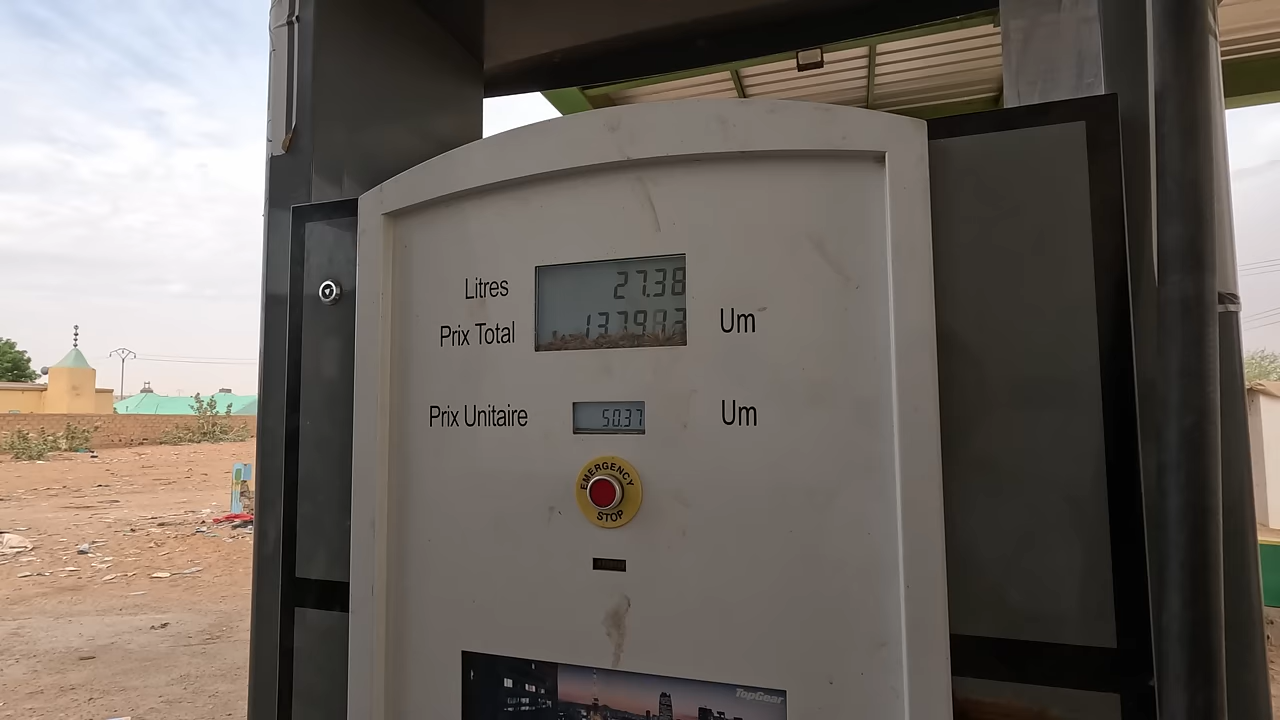 Litres 27.38
Prix Total Um
Prix Unitaire 50.37 Um
EMERGENCY
STOP
TopGear